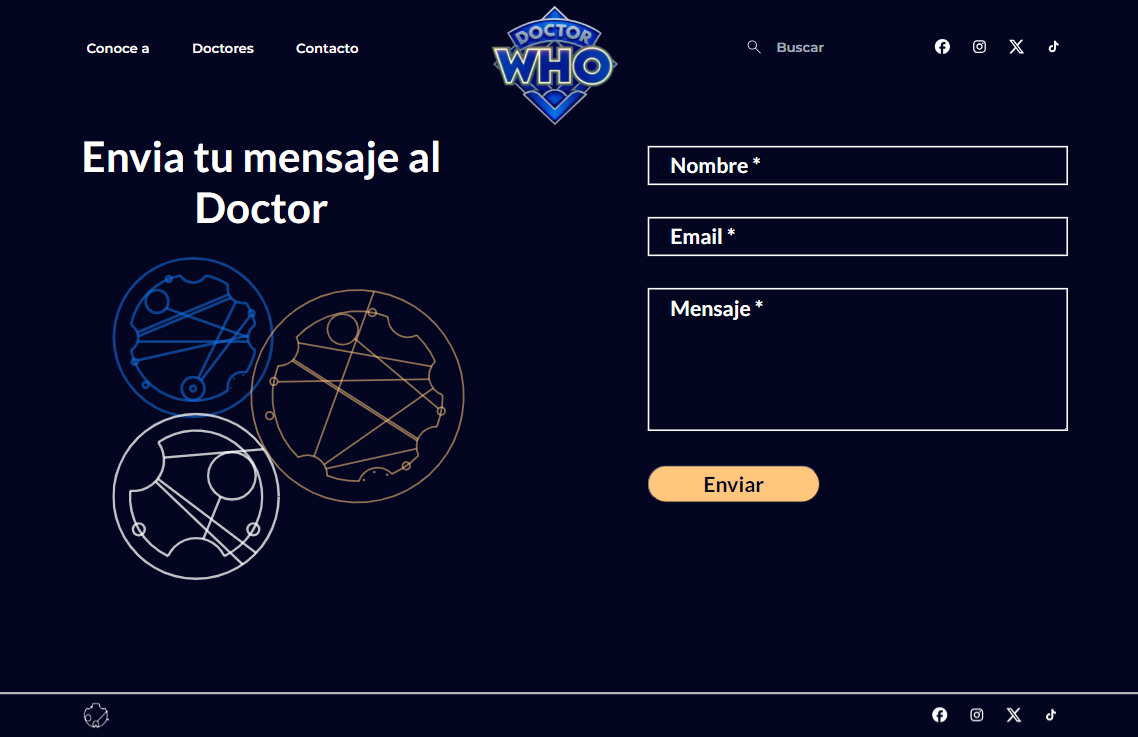 Conoce a
Doctores
Contacto
DOCTOR
WHO
Buscar
Envia tu mensaje al
Doctor
Nombre *
Email *
Mensaje *
Enviar